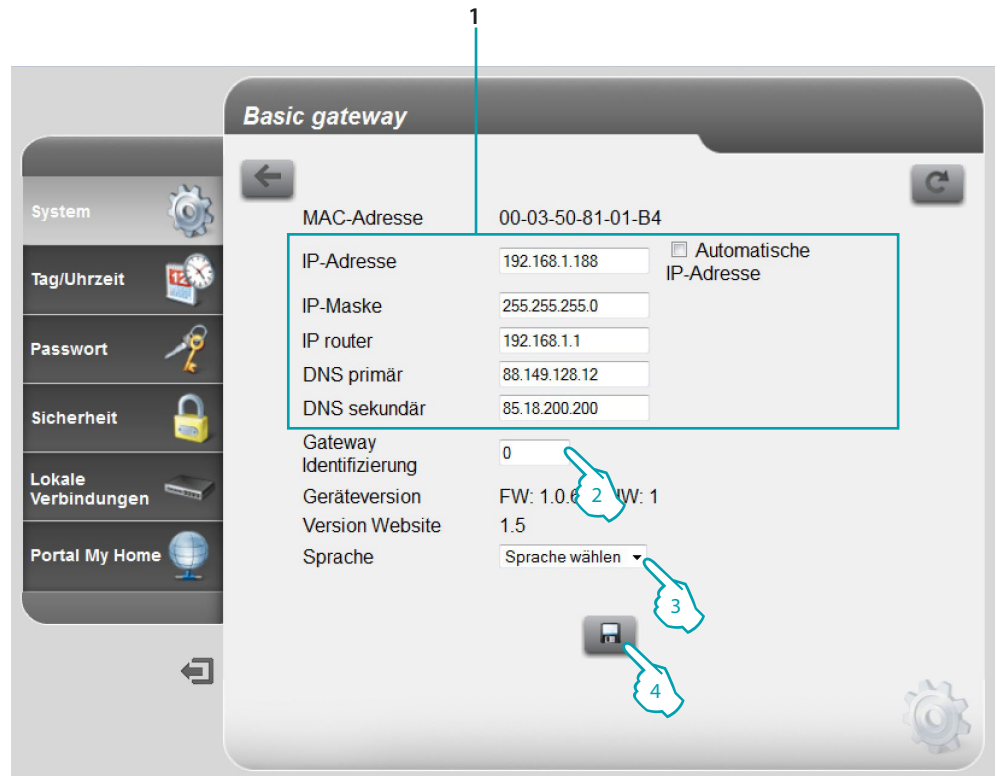 1
Basic gateway
System
Tag/Uhrzeit
Passwort
Sicherheit
Lokale
Verbindungen
Portal My Home
MAC-Adresse 00-03-50-81-01-B4
IP-Adresse 192.168.1.188 Automatische
IP-Adresse
IP-Maske 255.255.255.0
IP router 192.168.1.1
DNS primär 88.149.128.12
DNS sekundär 85.18.200.200
Gateway
Identifizierung 0
2
Geräteversion FW: 1.0.6 W: 1
Version Website 1.5
Sprache Sprache wählen
3
4